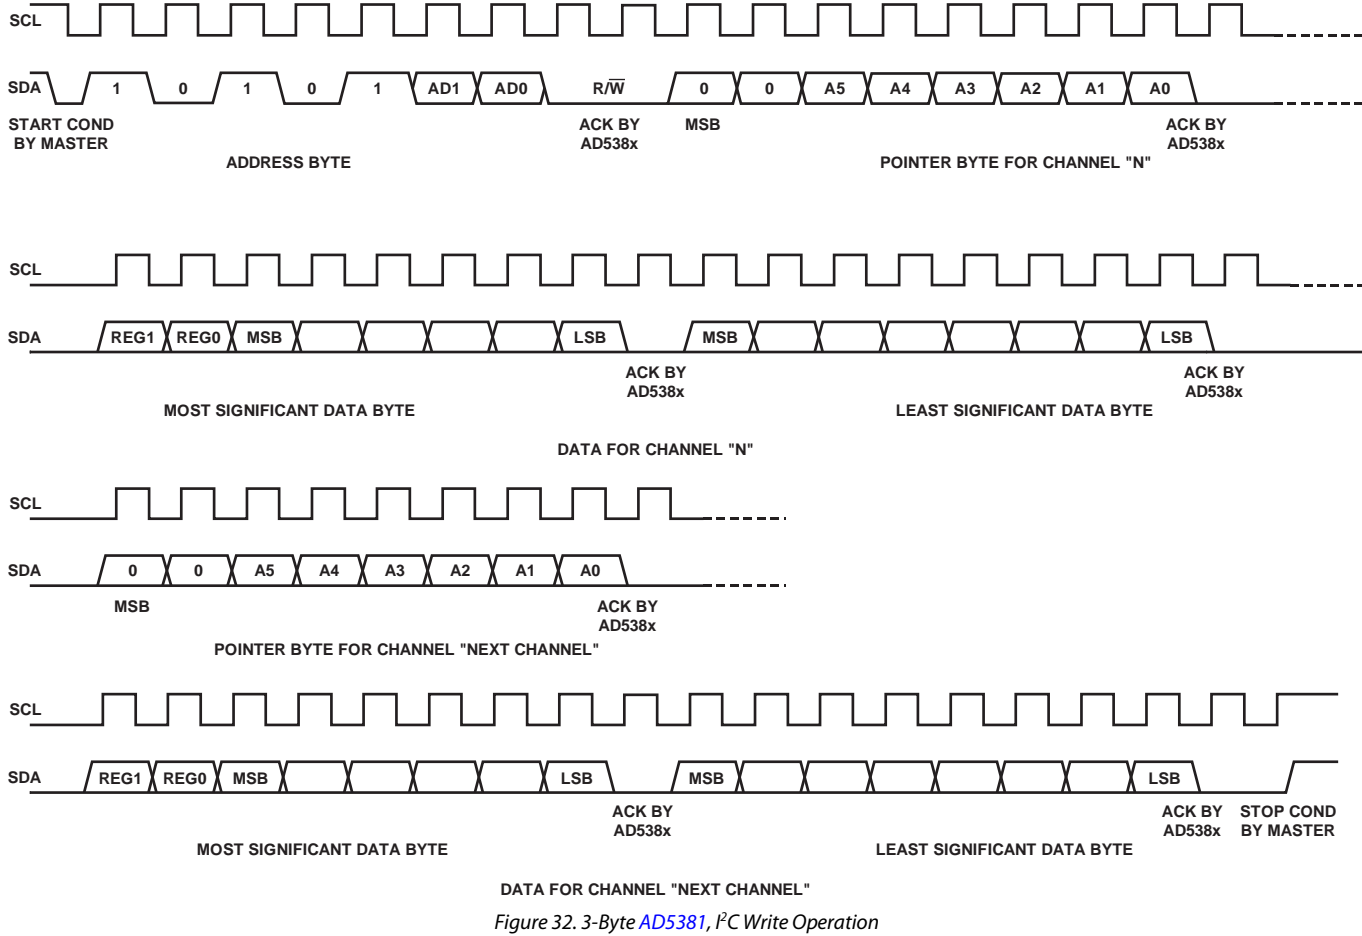 SCL
SDA 1 0 1 0 1 AD1 AD0 R/W̅ 0 0 A5 A4 A3 A2 A1 A0
START COND ACK BY MSB ACK BY
BY MASTER AD538x AD538x
ADDRESS BYTE POINTER BYTE FOR CHANNEL "N"
SCL
SDA REG1 REG0 MSB LSB MSB LSB
ACK BY ACK BY
AD538x AD538x
MOST SIGNIFICANT DATA BYTE LEAST SIGNIFICANT DATA BYTE
DATA FOR CHANNEL "N"
SCL
SDA 0 0 A5 A4 A3 A2 A1 A0
MSB ACK BY
AD538x
POINTER BYTE FOR CHANNEL "NEXT CHANNEL"
SCL
SDA REG1 REG0 MSB LSB MSB LSB
ACK BY ACK BY STOP COND
AD538x AD538x BY MASTER
MOST SIGNIFICANT DATA BYTE LEAST SIGNIFICANT DATA BYTE
DATA FOR CHANNEL "NEXT CHANNEL"
Figure 32. 3-Byte AD5381, I²C Write Operation